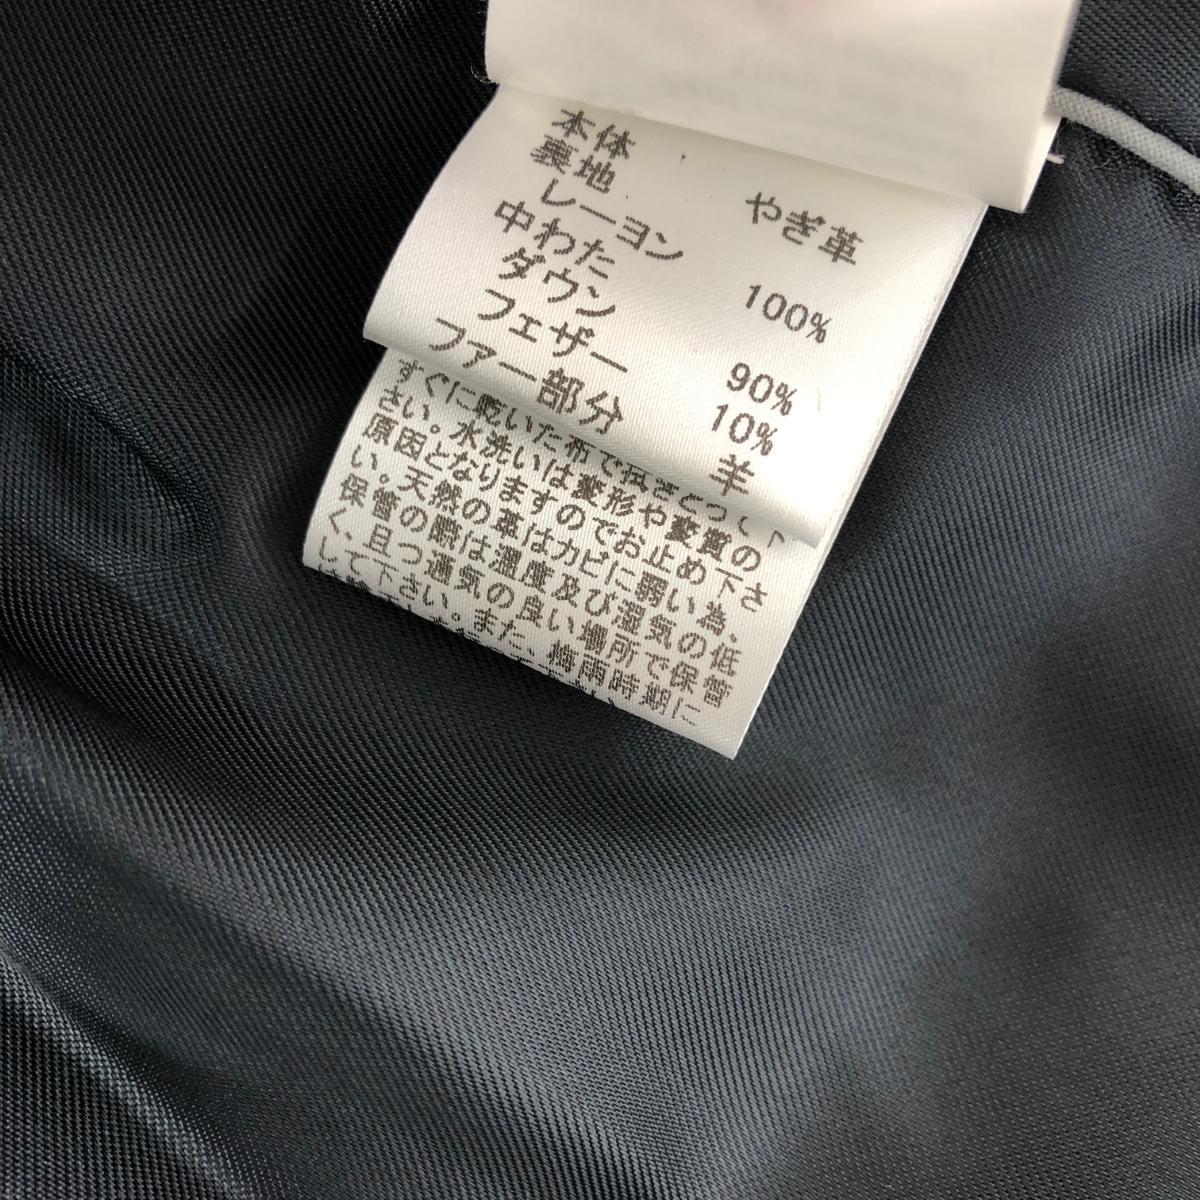 本体 やぎ革
裏地
レーヨン 100%
中わた
ダウン 90%
フェザー 10%
ファー部分 羊
すぐに乾いた布で拭きとって下
さい。水洗いは変形や変質の
原因となりますのでお止め下さ
い。天然の革はカビに弱い為、
保管の際は温度及び湿気の低
く、且つ通気の良い場所で保管
して下さい。また、梅雨時期に